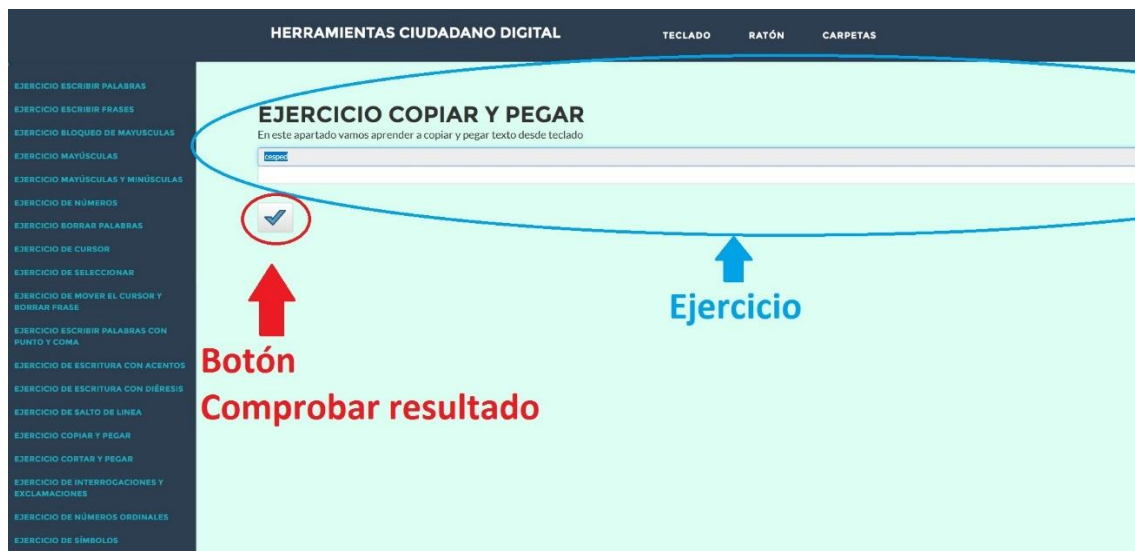 HERRAMIENTAS CIUDADANO DIGITAL
TECLADO
RATÓN
CARPETAS
EJERCICIO ESCRIBIR PALABRAS
EJERCICIO ESCRIBIR FRASES
EJERCICIO BLOQUEO DE MAYUSCULAS
EJERCICIO MAYÚSCULAS
EJERCICIO MAYÚSCULAS Y MINÚSCULAS
EJERCICIO DE NÚMEROS
EJERCICIO BORRAR PALABRAS
EJERCICIO DE CURSOR
EJERCICIO DE SELECCIONAR
EJERCICIO DE MOVER EL CURSOR Y
BORRAR FRASE
EJERCICIO ESCRIBIR PALABRAS CON
PUNTO Y COMA
EJERCICIO DE ESCRITURA CON ACENTOS
EJERCICIO DE ESCRITURA CON DIÉRESIS
EJERCICIO DE SALTO DE LINEA
EJERCICIO COPIAR Y PEGAR
EJERCICIO CORTAR Y PEGAR
EJERCICIO DE INTERROGACIONES Y
EXCLAMACIONES
EJERCICIO DE NÚMEROS ORDINALES
EJERCICIO DE SÍMBOLOS
EJERCICIO COPIAR Y PEGAR
En este apartado vamos aprender a copiar y pegar texto desde teclado
cesped
Ejercicio
Botón
Comprobar resultado